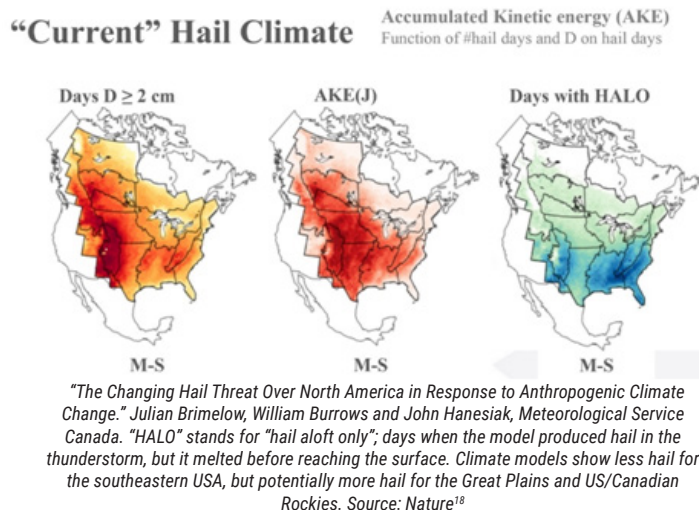 “Current” Hail Climate
Accumulated Kinetic energy (AKE)
Function of #hail days and D on hail days
Days D ≥ 2 cm
AKE(J)
Days with HALO
M-S
M-S
M-S
“The Changing Hail Threat Over North America in Response to Anthropogenic Climate
Change.” Julian Brimelow, William Burrows and John Hanesiak, Meteorological Service
Canada. “HALO” stands for “hail aloft only”; days when the model produced hail in the
thunderstorm, but it melted before reaching the surface. Climate models show less hail for
the southeastern USA, but potentially more hail for the Great Plains and US/Canadian
Rockies. Source: Nature¹⁸